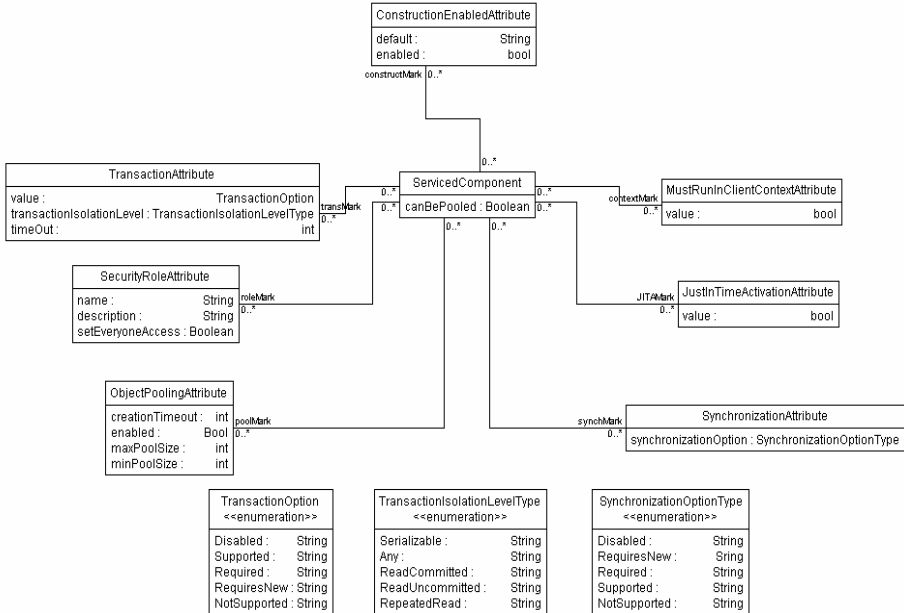 ConstructionEnabledAttribute
default : String
enabled : bool
constructMark 0..*
0..*
TransactionAttribute
value : TransactionOption
transactionIsolationLevel : TransactionIsolationLevelType
timeOut : int
transMark
0..*
0..*
0..*
ServicedComponent
canBePooled : Boolean
0..*
0..*
0..*
0..*
contextMark
0..*
MustRunInClientContextAttribute
value : bool
SecurityRoleAttribute
name : String
description : String
setEveryoneAccess : Boolean
roleMark
0..*
JITAMark
0..*
JustInTimeActivationAttribute
value : bool
ObjectPoolingAttribute
creationTimeout : int
enabled : Bool
maxPoolSize : int
minPoolSize : int
poolMark
0..*
synchMark
0..*
SynchronizationAttribute
synchronizationOption : SynchronizationOptionType
TransactionOption
<<enumeration>>
Disabled : String
Supported : String
Required : String
RequiresNew : String
NotSupported : String
TransactionIsolationLevelType
<<enumeration>>
Serializable : String
Any : String
ReadCommitted : String
ReadUncommitted : String
RepeatedRead : String
SynchronizationOptionType
<<enumeration>>
Disabled : String
RequiresNew : Sring
Required : String
Supported : String
NotSupported : String